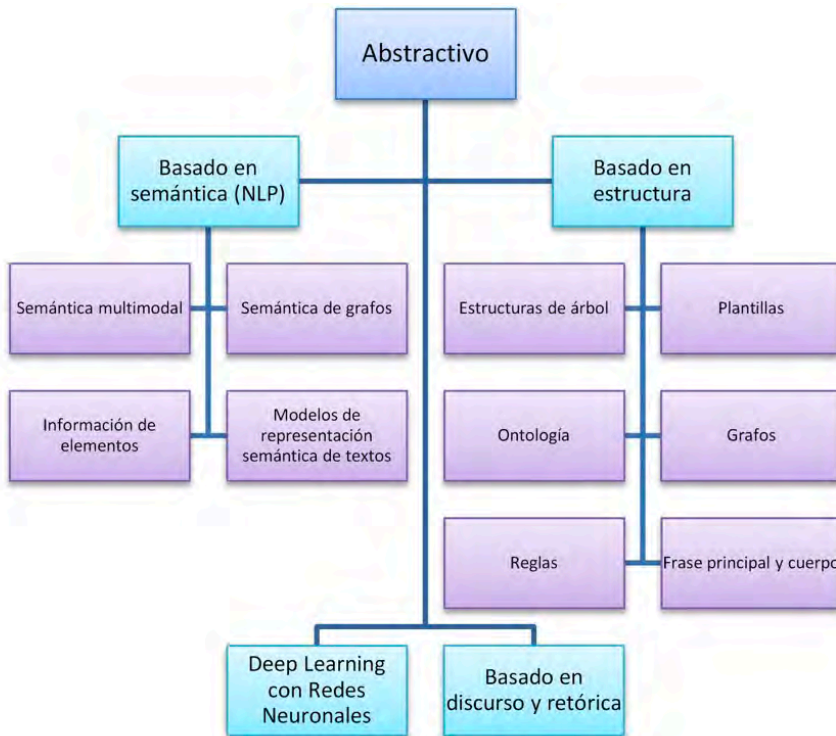 Abstractivo
Basado en
semántica (NLP)
Basado en
estructura
Semántica multimodal
Semántica de grafos
Estructuras de árbol
Plantillas
Información de
elementos
Modelos de
representación
semántica de textos
Ontología
Grafos
Reglas
Frase principal y cuerpo
Deep Learning
con Redes
Neuronales
Basado en
discurso y retórica